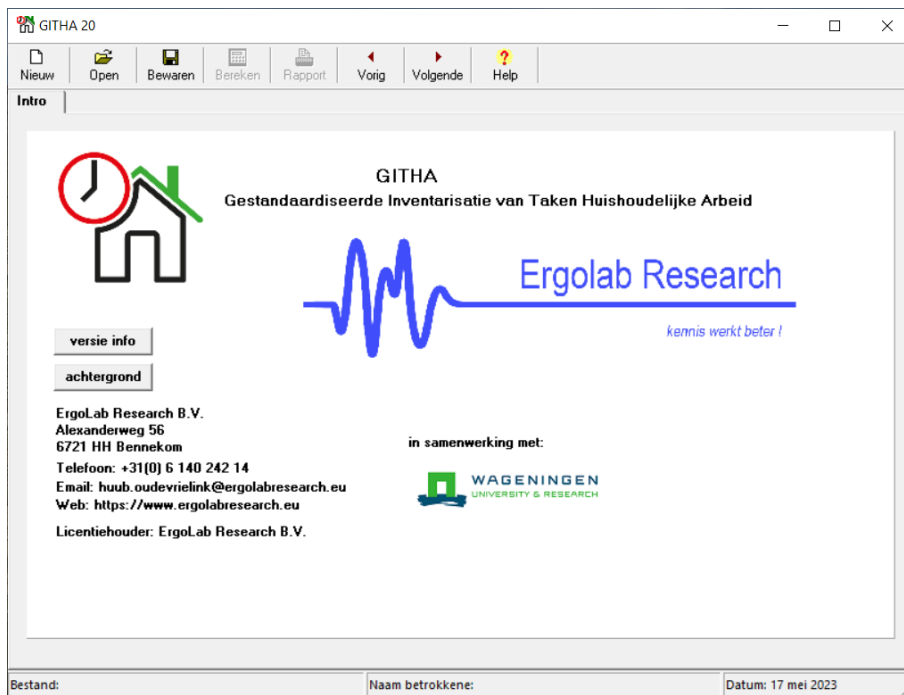 GITHA 20
Nieuw Open Bewaren Bereken Rapport Vorig Volgende Help
Intro
GITHA
Gestandaardiseerde Inventarisatie van Taken Huishoudelijke Arbeid
Ergolab Research
kennis werkt beter !
versie info
achtergrond
ErgoLab Research B.V.
Alexanderweg 56
6721 HH Bennekom
Telefoon: +31(0) 6 140 242 14
Email: huub.oudevrielink@ergolabresearch.eu
Web: https://www.ergolabresearch.eu
Licentiehouder: ErgoLab Research B.V.
in samenwerking met:
WAGENINGEN
UNIVERSITY & RESEARCH
Bestand: Naam betrokkene: Datum: 17 mei 2023